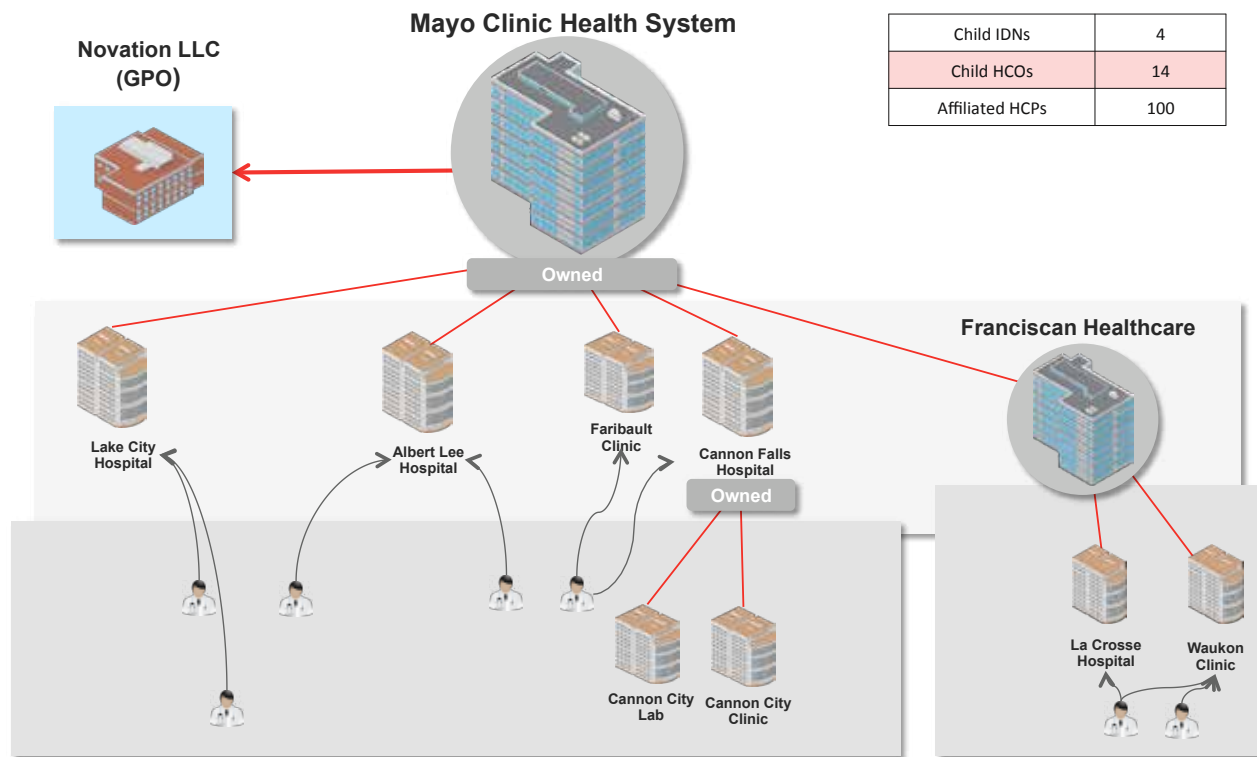 Mayo Clinic Health System
Novation LLC
(GPO)
Child IDNs 4
Child HCOs 14
Affiliated HCPs 100
Owned
Franciscan Healthcare
Lake City
Hospital
Albert Lee
Hospital
Faribault
Clinic
Cannon Falls
Hospital
Owned
La Crosse
Hospital
Waukon
Clinic
Cannon City
Lab
Cannon City
Clinic